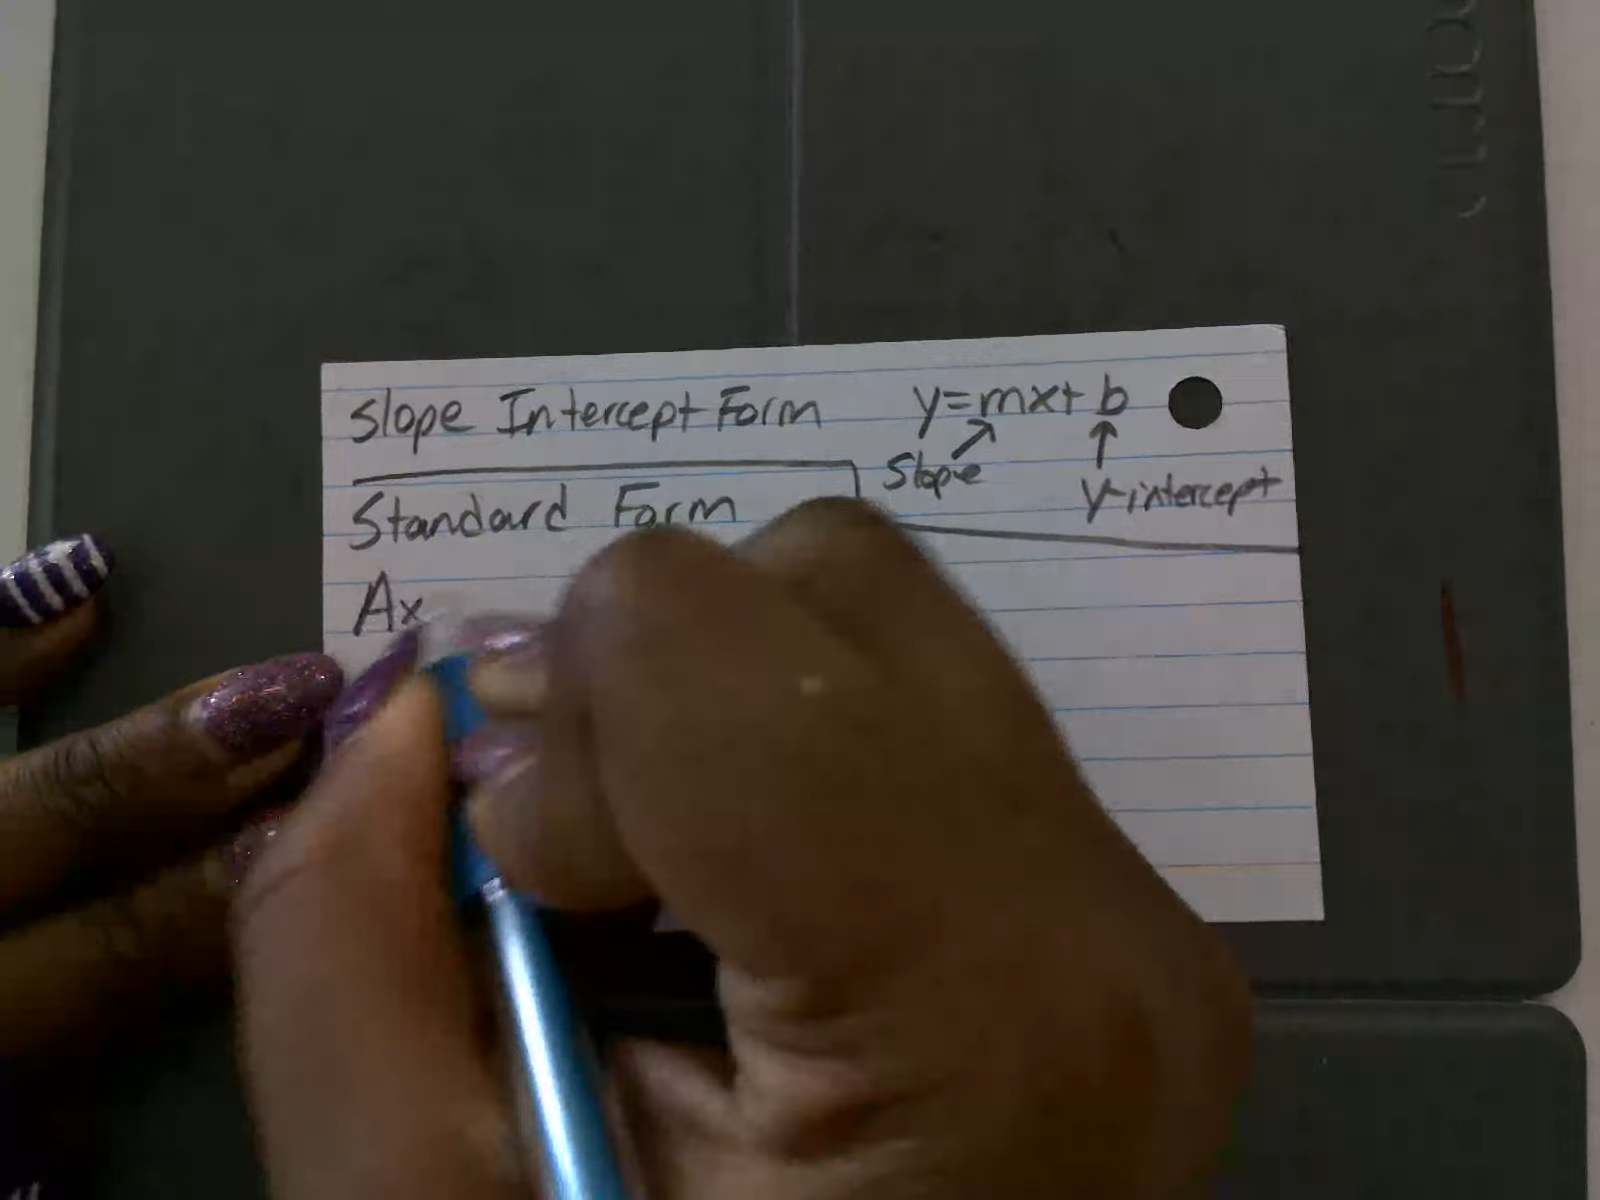 Slope Intercept Form y=mx+b
Slope y-intercept
Standard Form
Ax